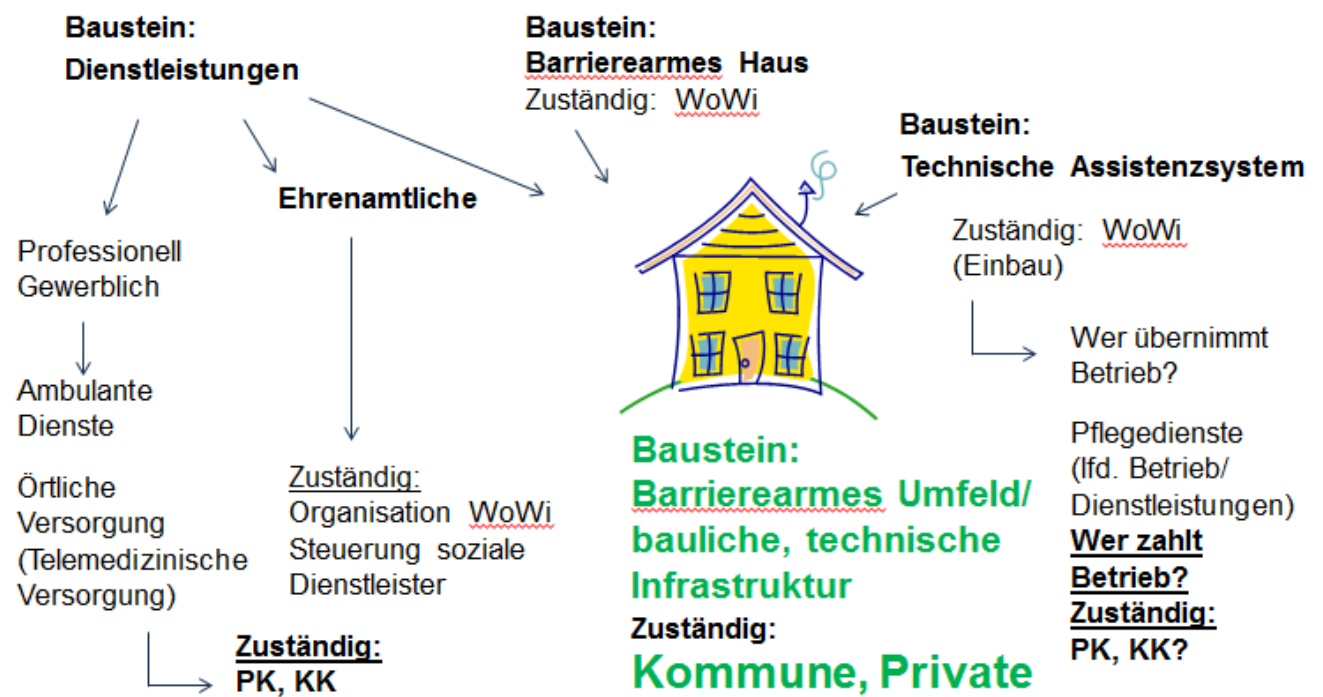 Baustein:
Dienstleistungen
Professionell
Gewerblich
Ambulante
Dienste
Örtliche
Versorgung
(Telemedizinische
Versorgung)
Zuständig:
PK, KK
Ehrenamtliche
Zuständig:
Organisation WoWi
Steuerung soziale
Dienstleister
Baustein:
Barrierearmes Haus
Zuständig: WoWi
Baustein:
Barrierearmes Umfeld/
bauliche, technische
Infrastruktur
Zuständig:
Kommune, Private
Baustein:
Technische Assistenzsystem
Zuständig: WoWi
(Einbau)
Wer übernimmt
Betrieb?
Pflegedienste
(lfd. Betrieb/
Dienstleistungen)
Wer zahlt
Betrieb?
Zuständig:
PK, KK?